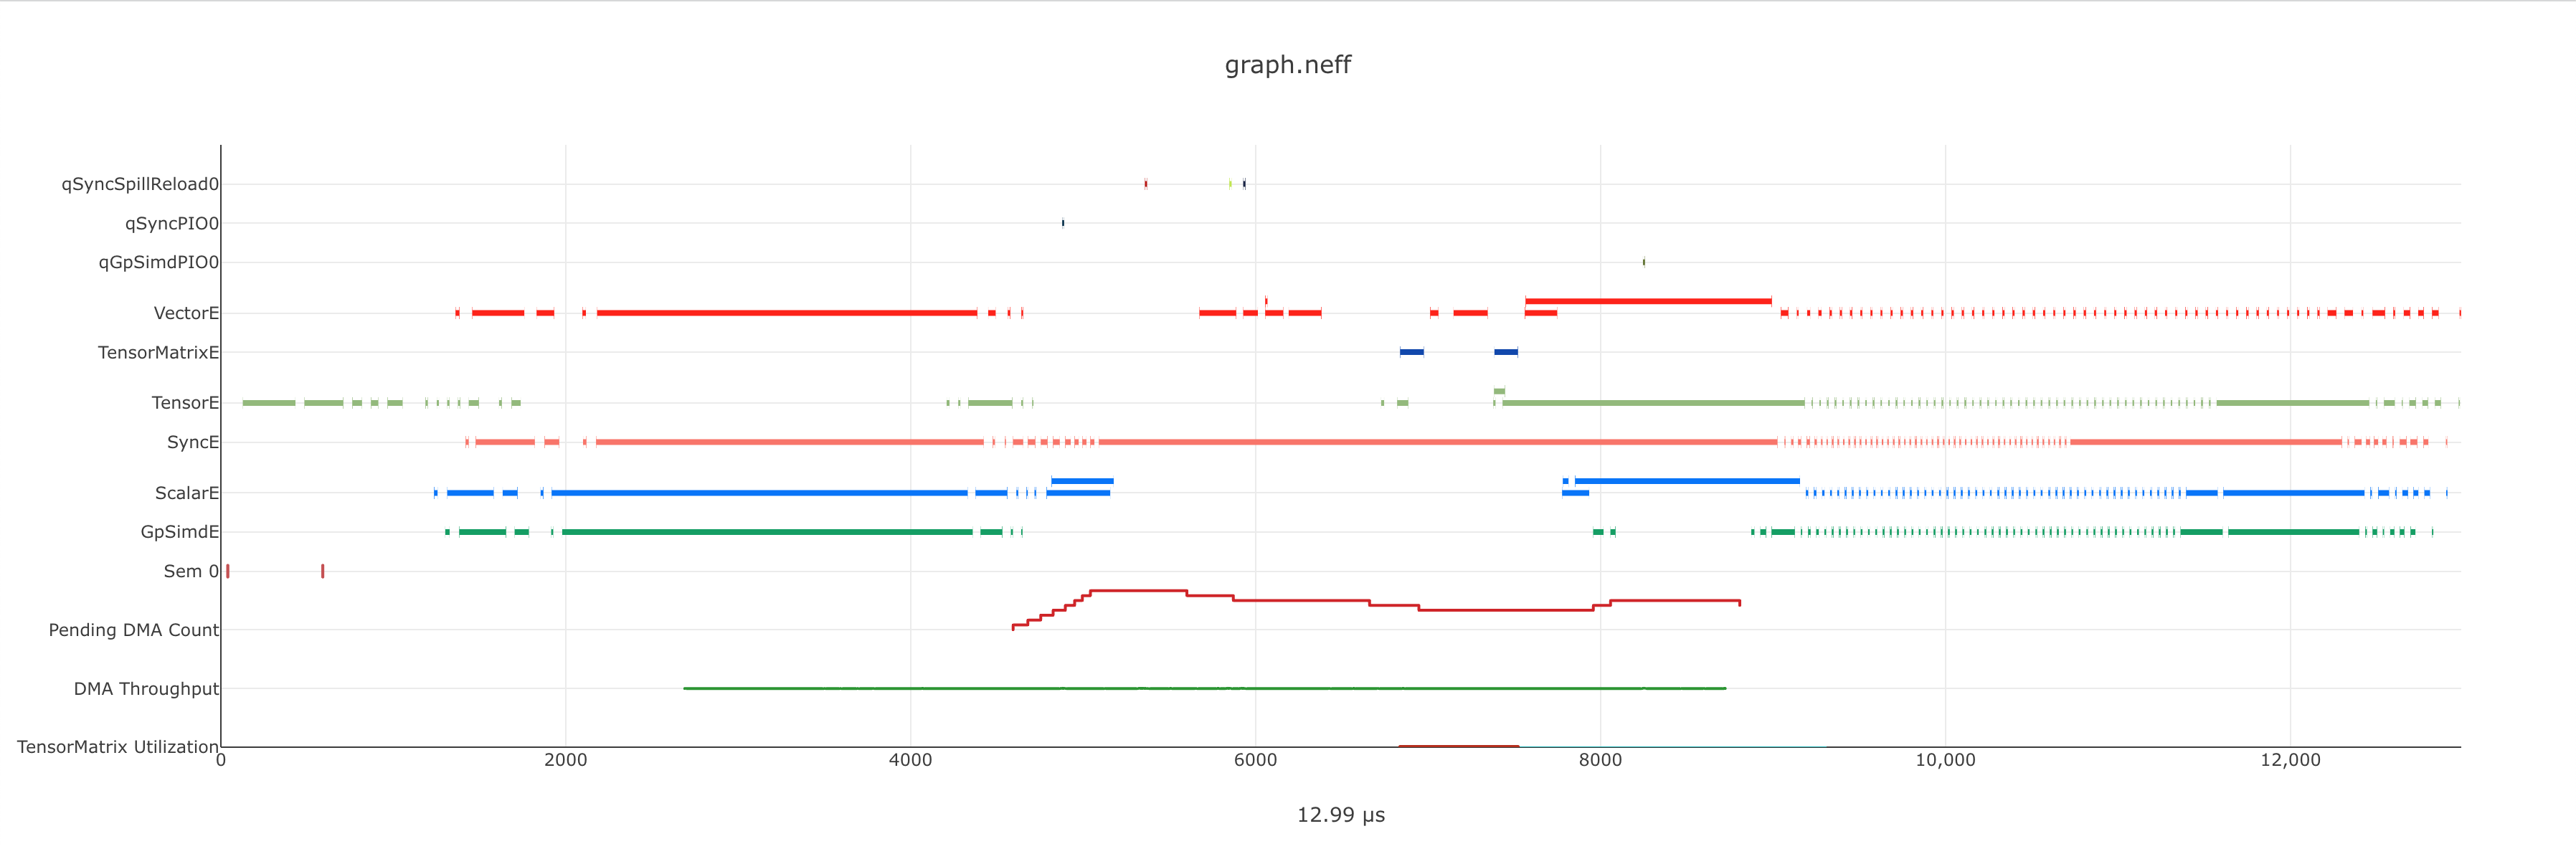 graph.neff
qSyncSpillReload0
qSyncPIO0
qGpSimdPIO0
VectorE
TensorMatrixE
TensorE
SyncE
ScalarE
GpSimdE
Sem 0
Pending DMA Count
DMA Throughput
TensorMatrix Utilization
0 2000 4000 6000 8000 10,000 12,000
12.99 μs